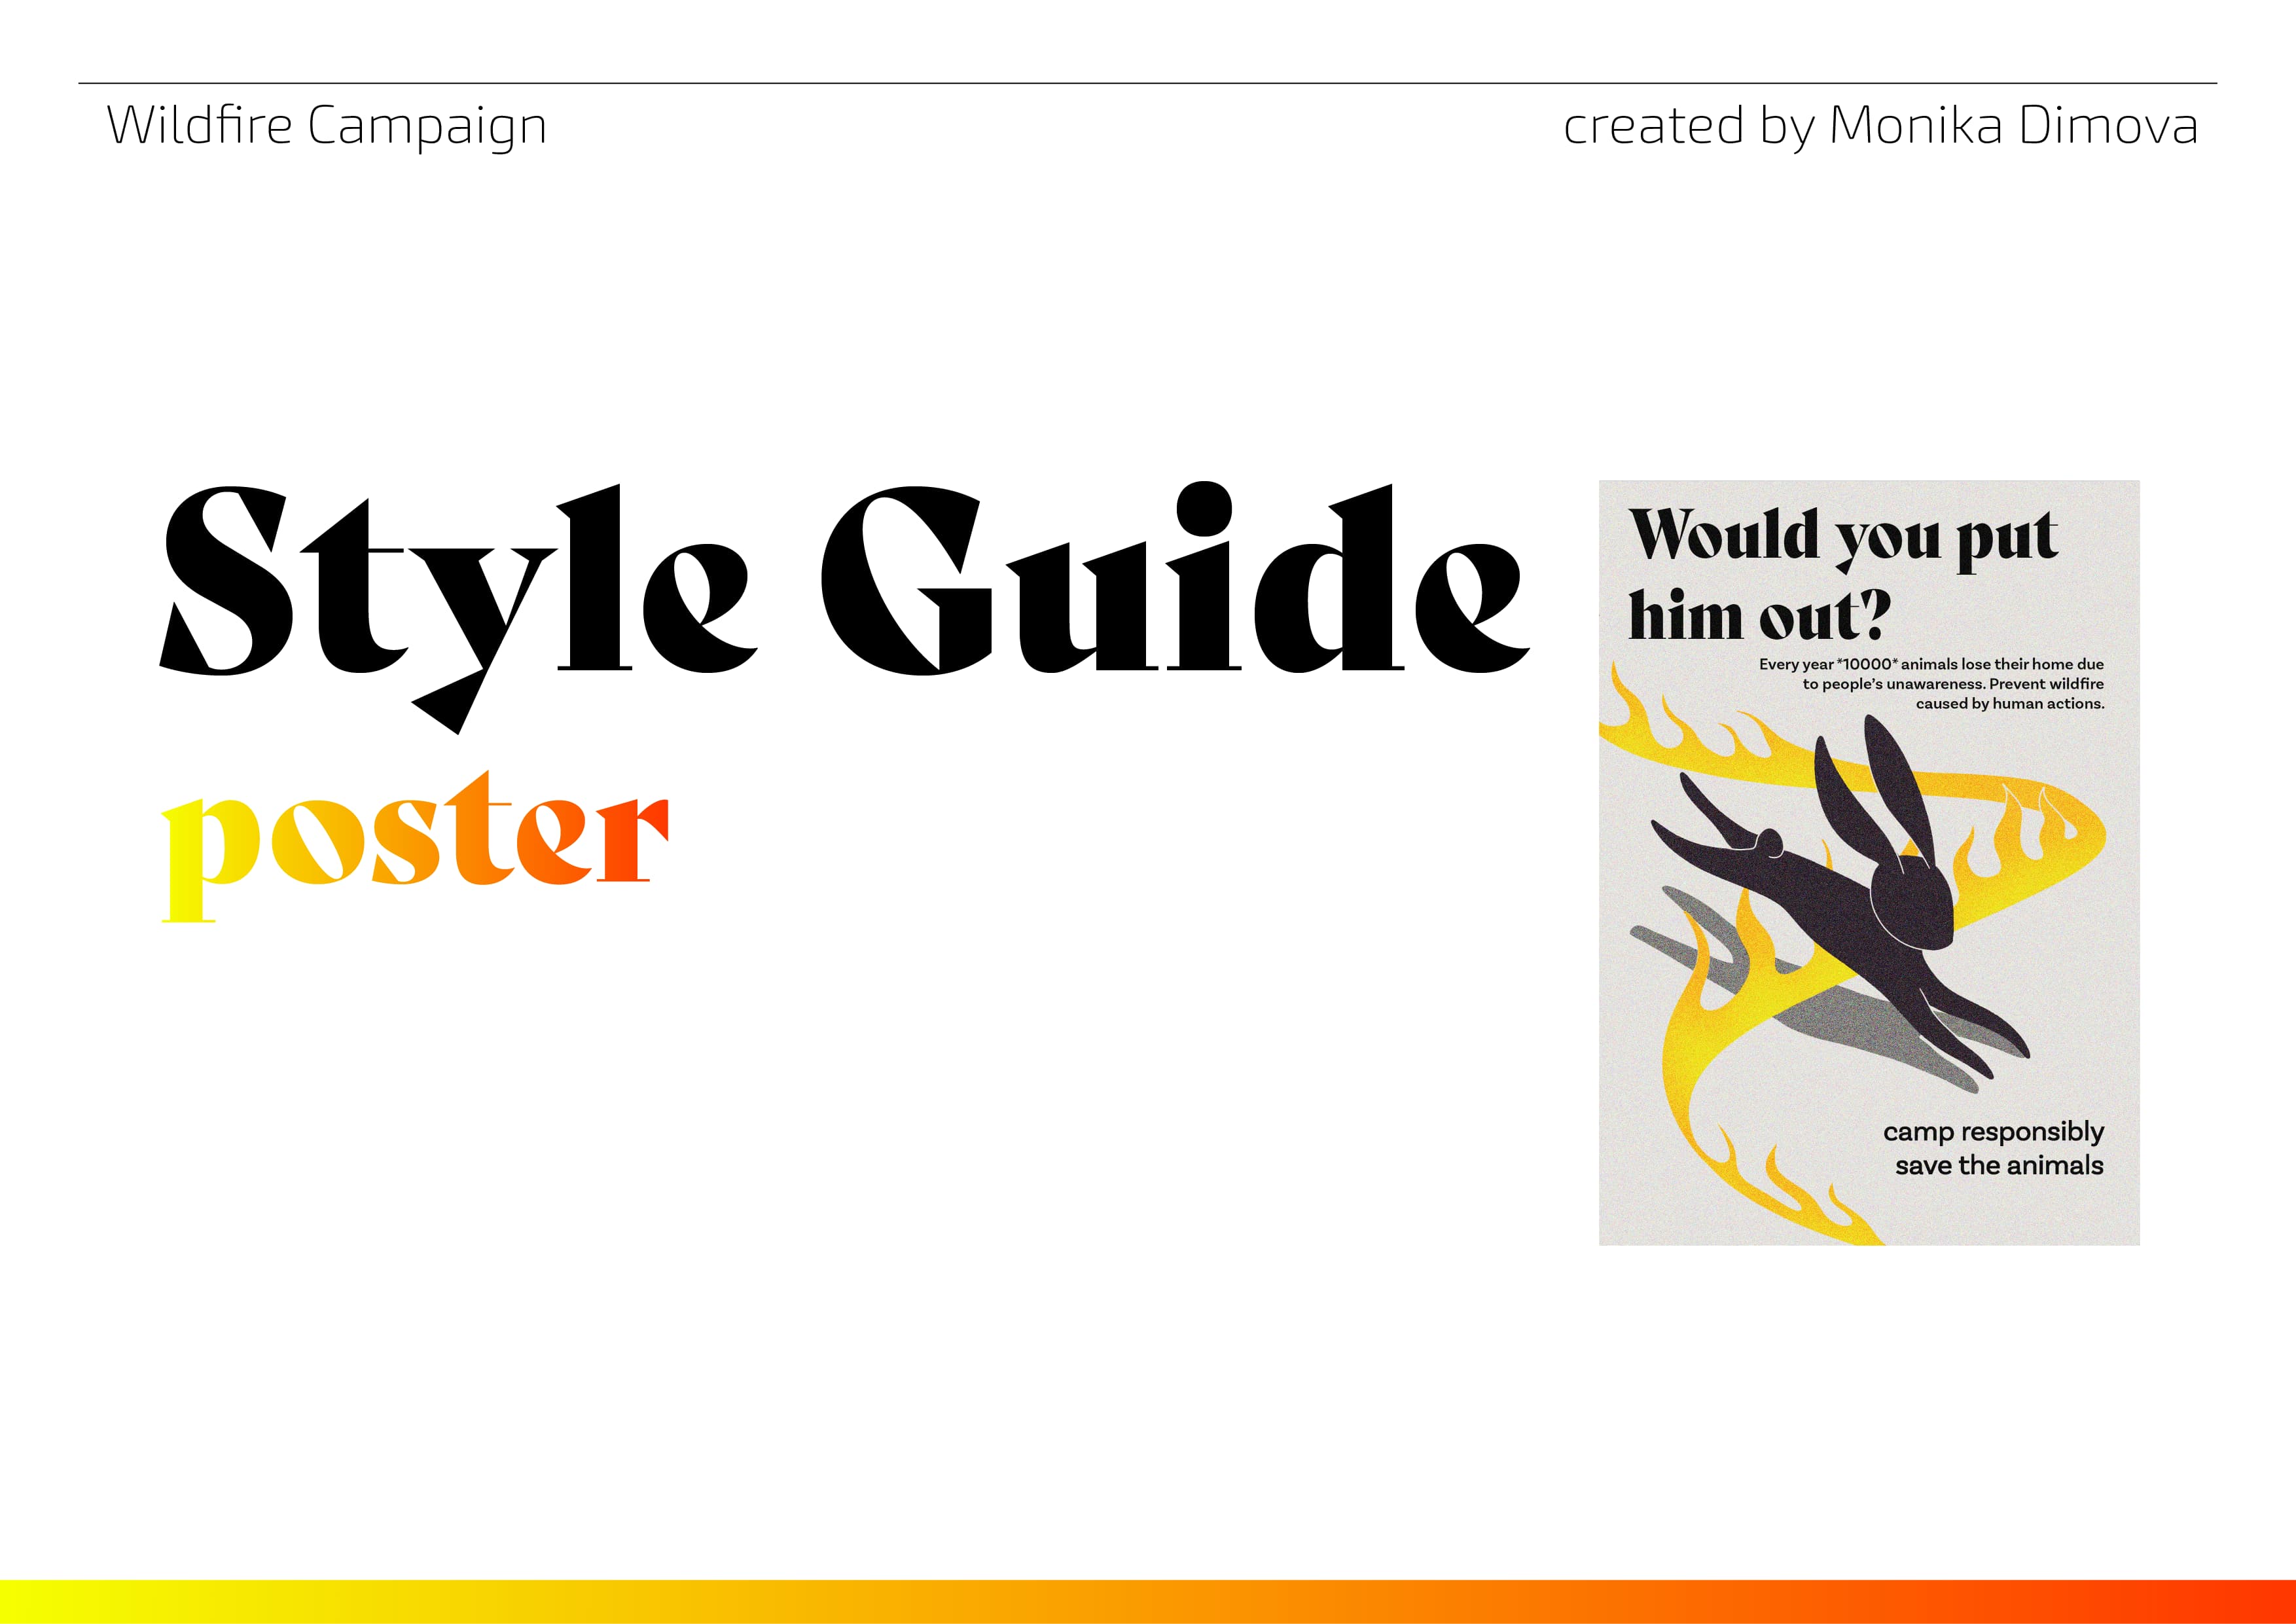 Wildfire Campaign
created by Monika Dimova
Style Guide
poster
Would you put
him out?
Every year *10000* animals lose their home due
to people’s unawareness. Prevent wildfire
caused by human actions.
camp responsibly
save the animals